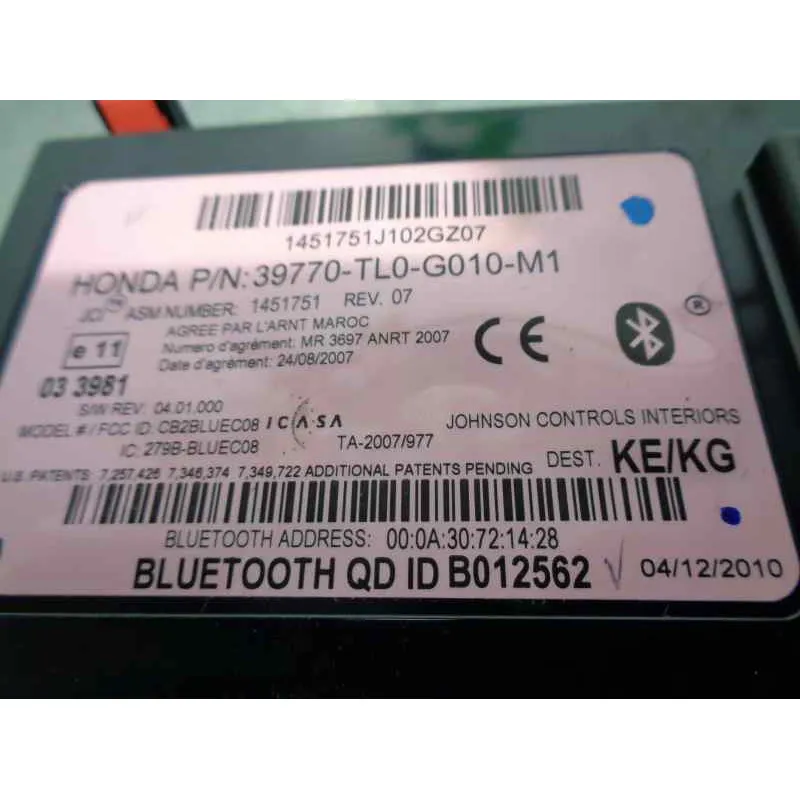 1451751J102GZ07
HONDA P/N: 39770-TL0-G010-M1
JCI TM ASM NUMBER: 1451751 REV. 07
AGREE PAR L'ARNT MAROC
Numero d'agrément: MR 3697 ANRT 2007
Date d'agrément: 24/08/2007
e 11
03 3981
S/W REV: 04.01.000
MODEL # / FCC ID: CB2BLUEC08 ICASA
IC: 279B-BLUEC08
TA-2007/977
JOHNSON CONTROLS INTERIORS
U.S. PATENTS: 7,257,426 7,346,374 7,349,722 ADDITIONAL PATENTS PENDING
DEST. KE/KG
BLUETOOTH ADDRESS: 00:0A:30:72:14:28
BLUETOOTH QD ID B012562
04/12/2010
CE
®